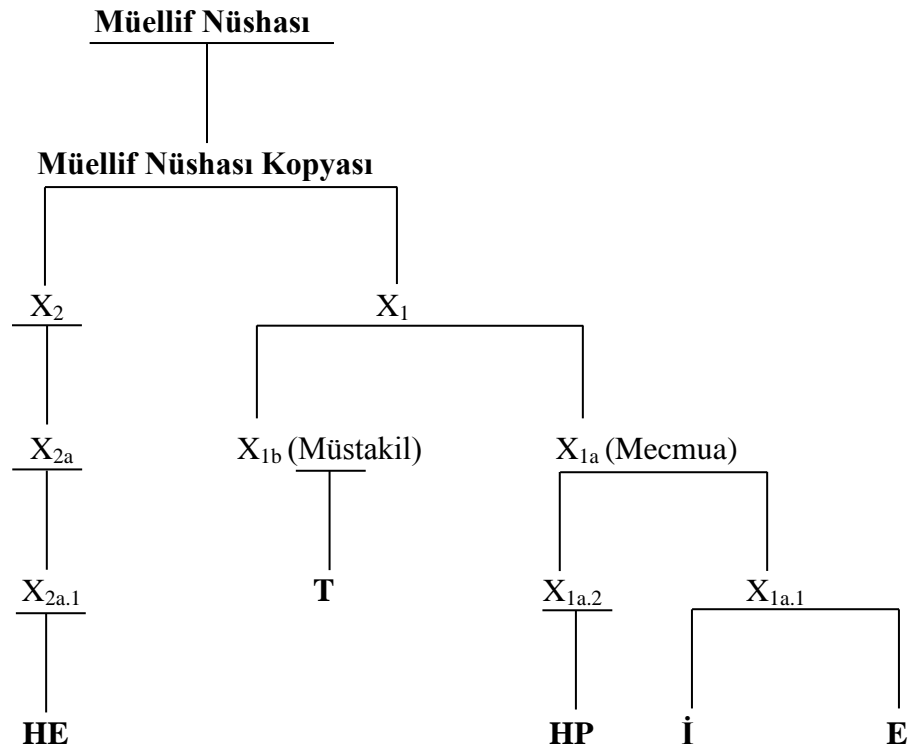 Müellif Nüshası
Müellif Nüshası Kopyası
X₂ X₁
X₂ₐ X₁b (Müstakil) X₁ₐ (Mecmua)
X₂ₐ.₁ T X₁ₐ.₂ X₁ₐ.₁
HE HP İ E